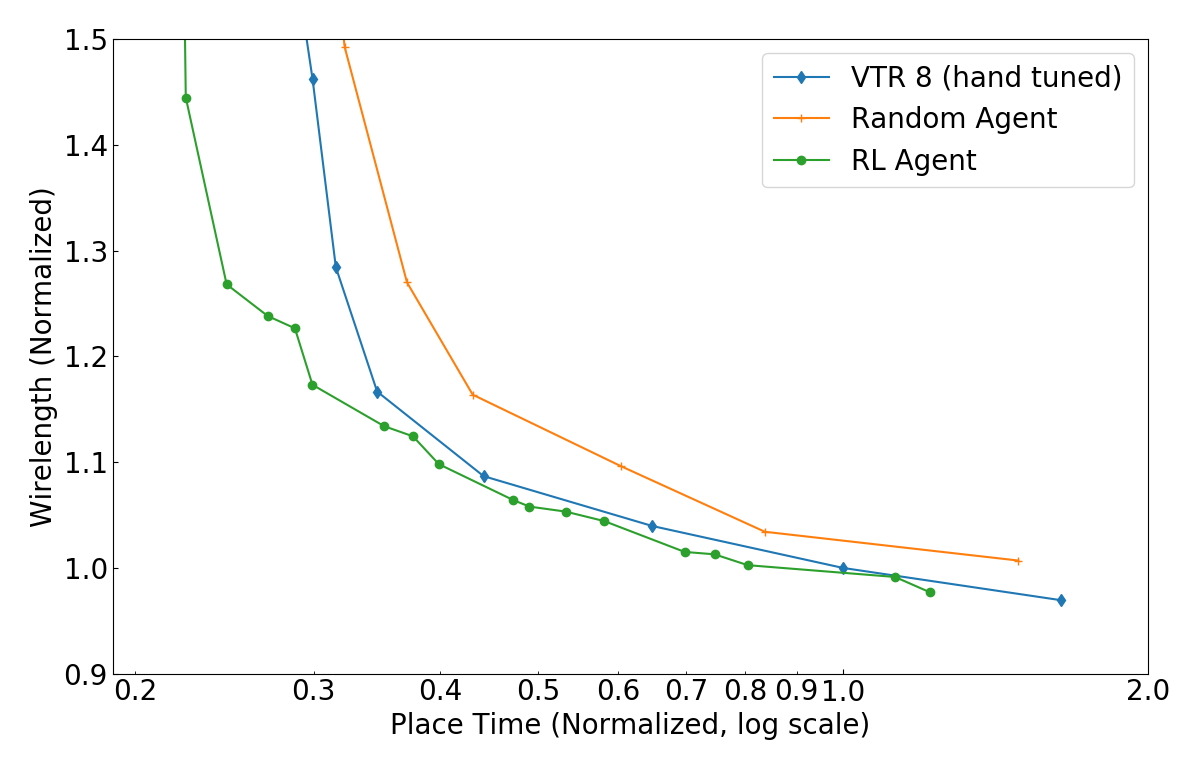 1.5
1.4
1.3
1.2
1.1
1.0
0.9
Wirelength (Normalized)
VTR 8 (hand tuned)
Random Agent
RL Agent
0.2 0.3 0.4 0.5 0.6 0.7 0.8 0.9 1.0 2.0
Place Time (Normalized, log scale)